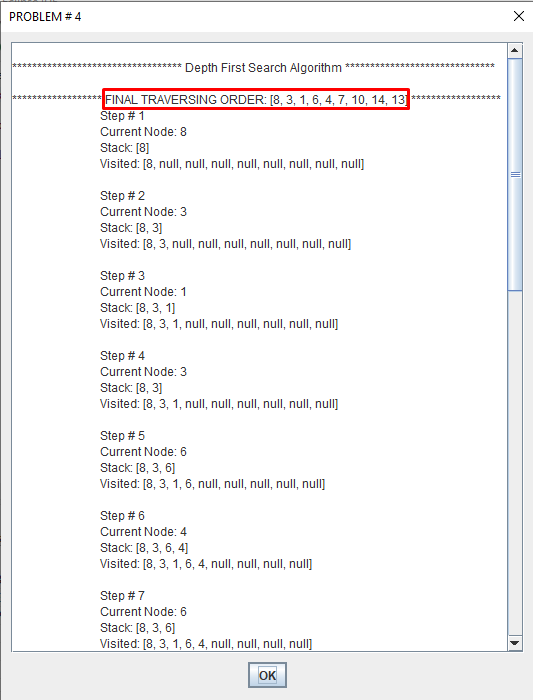 PROBLEM # 4
********************************** Depth First Search Algorithm ******************************
******************FINAL TRAVERSING ORDER: [8, 3, 1, 6, 4, 7, 10, 14, 13]******************
Step # 1
Current Node: 8
Stack: [8]
Visited: [8, null, null, null, null, null, null, null, null]
Step # 2
Current Node: 3
Stack: [8, 3]
Visited: [8, 3, null, null, null, null, null, null, null]
Step # 3
Current Node: 1
Stack: [8, 3, 1]
Visited: [8, 3, 1, null, null, null, null, null, null]
Step # 4
Current Node: 3
Stack: [8, 3]
Visited: [8, 3, 1, null, null, null, null, null, null]
Step # 5
Current Node: 6
Stack: [8, 3, 6]
Visited: [8, 3, 1, 6, null, null, null, null, null]
Step # 6
Current Node: 4
Stack: [8, 3, 6, 4]
Visited: [8, 3, 1, 6, 4, null, null, null, null]
Step # 7
Current Node: 6
Stack: [8, 3, 6]
Visited: [8, 3, 1, 6, 4, null, null, null, null]
OK